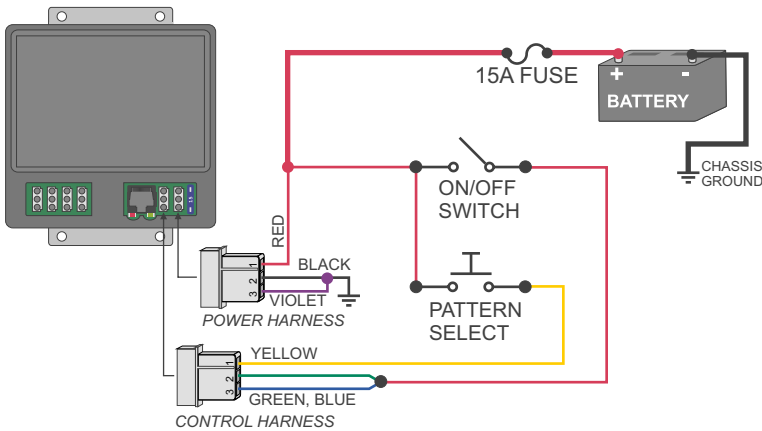 15A FUSE
+ -
BATTERY
CHASSIS
GROUND
ON/OFF
SWITCH
RED
1
2
3
BLACK
VIOLET
POWER HARNESS
PATTERN
SELECT
YELLOW
1
2
3
GREEN, BLUE
CONTROL HARNESS